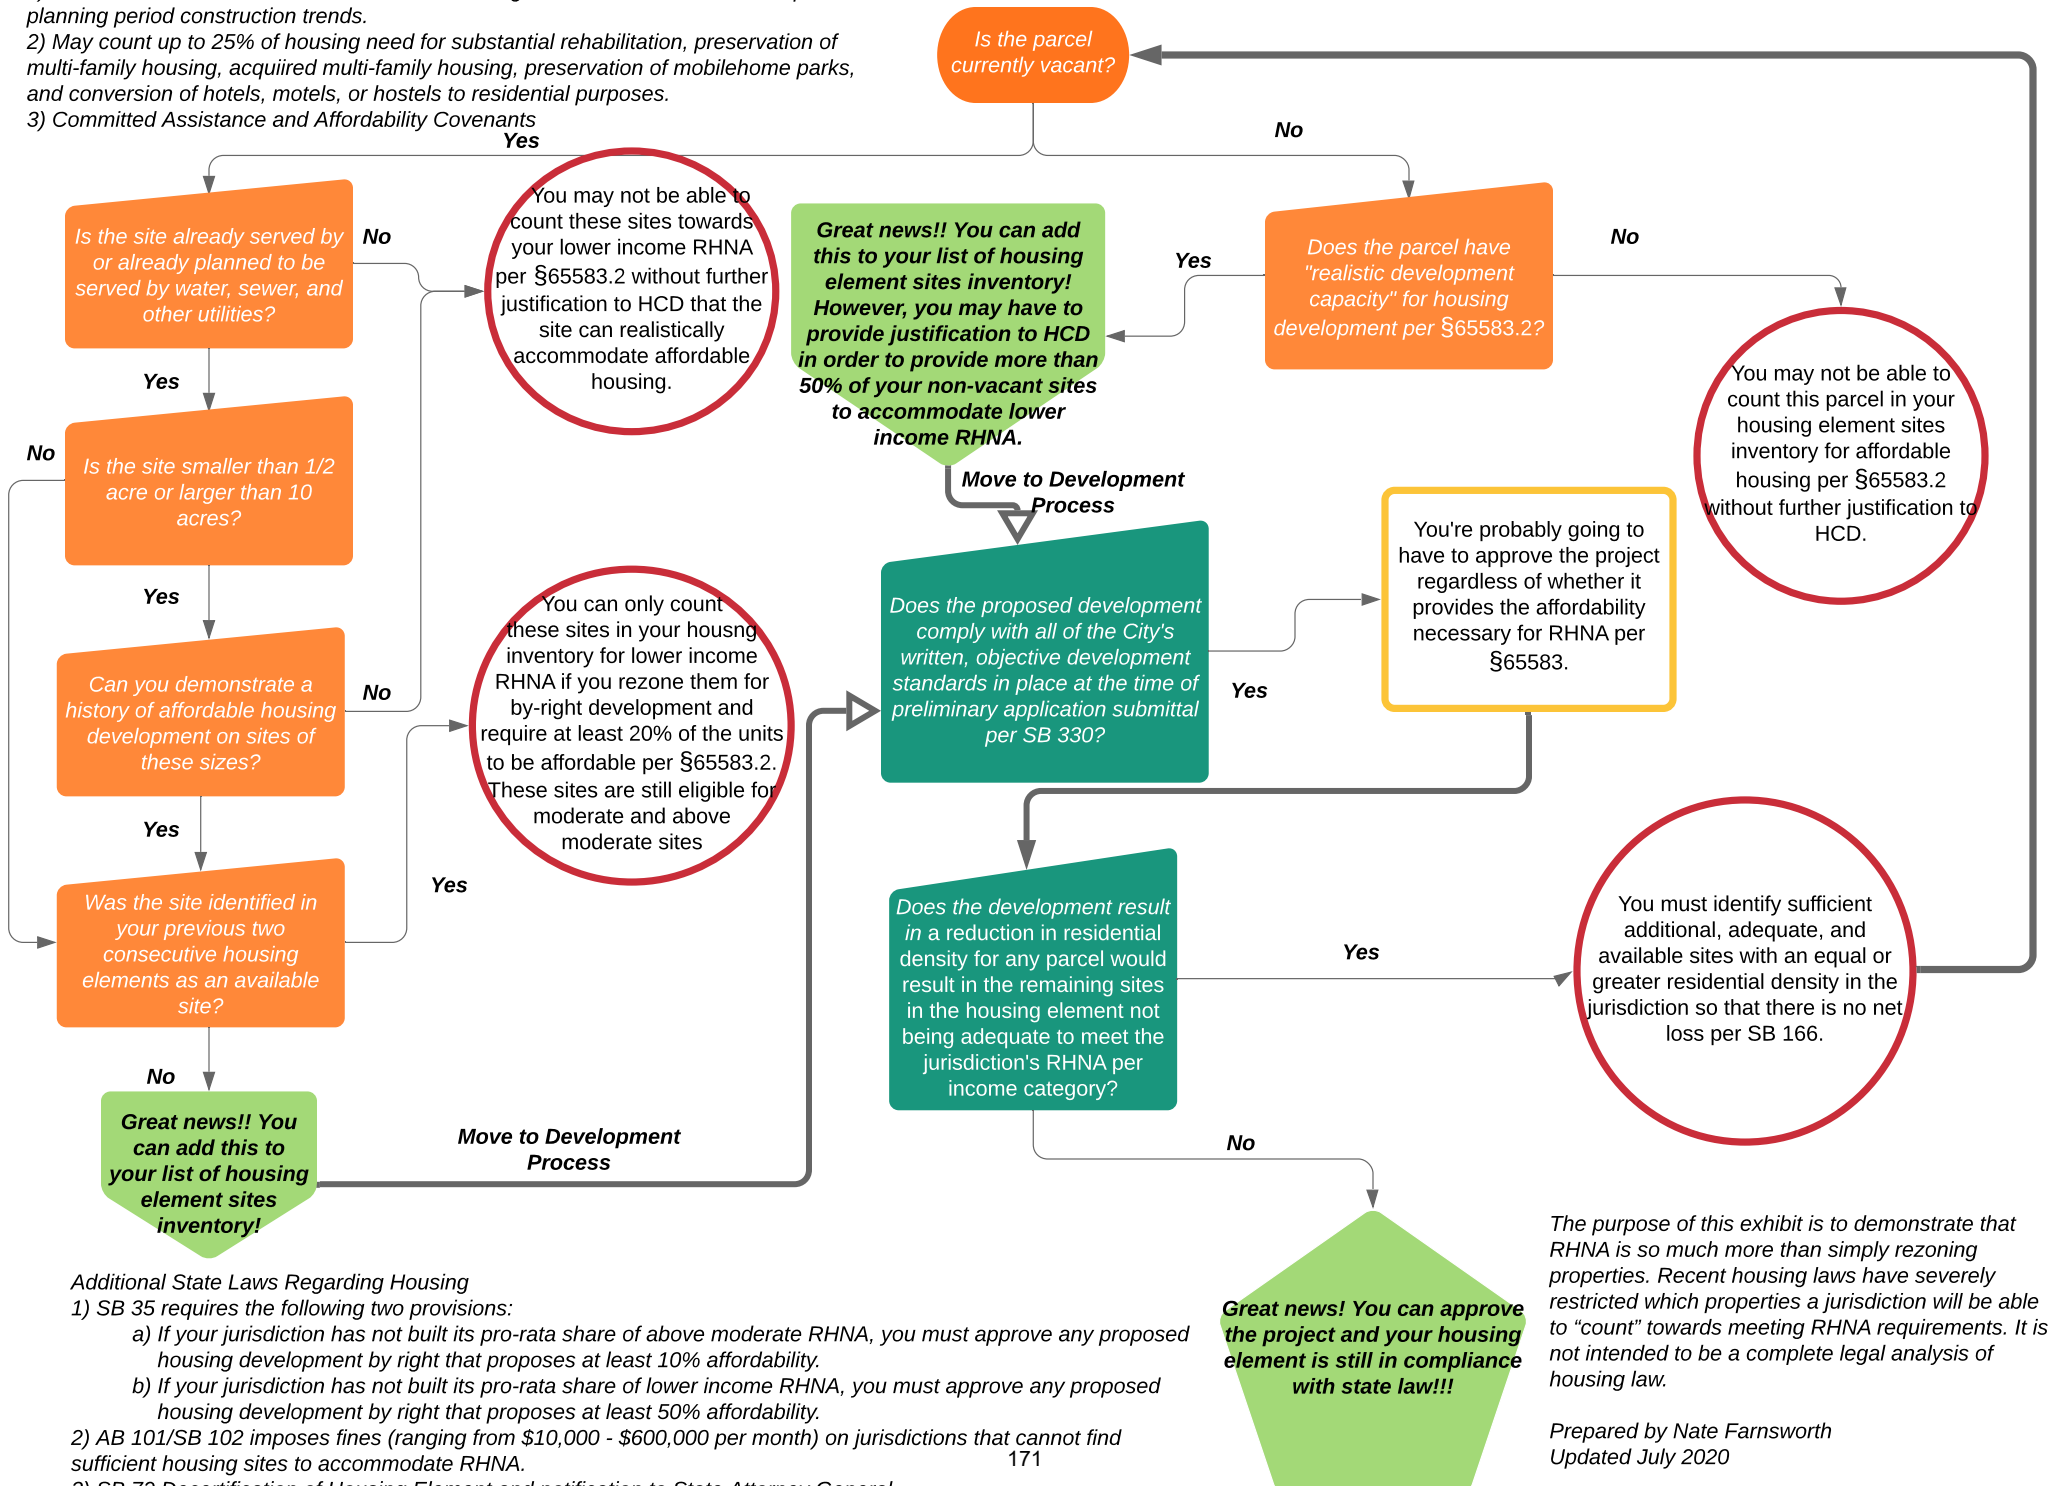 planning period construction trends.
2) May count up to 25% of housing need for substantial rehabilitation, preservation of
multi-family housing, acquiired multi-family housing, preservation of mobilehome parks,
and conversion of hotels, motels, or hostels to residential purposes.
3) Committed Assistance and Affordability Covenants
Is the parcel
currently vacant?
Yes
No
Is the site already served by
or already planned to be
served by water, sewer, and
other utilities?
No
You may not be able to
count these sites towards
your lower income RHNA
per §65583.2 without further
justification to HCD that the
site can realistically
accommodate affordable
housing.
Great news!! You can add
this to your list of housing
element sites inventory!
However, you may have to
provide justification to HCD
in order to provide more than
50% of your non-vacant sites
to accommodate lower
income RHNA.
Yes
Does the parcel have
"realistic development
capacity" for housing
development per §65583.2?
No
You may not be able to
count this parcel in your
housing element sites
inventory for affordable
housing per §65583.2
without further justification to
HCD.
Yes
No
Is the site smaller than 1/2
acre or larger than 10
acres?
Yes
Can you demonstrate a
history of affordable housing
development on sites of
these sizes?
No
You can only count
these sites in your housng
inventory for lower income
RHNA if you rezone them for
by-right development and
require at least 20% of the units
to be affordable per §65583.2.
These sites are still eligible for
moderate and above
moderate sites
Move to Development
Process
Does the proposed development
comply with all of the City's
written, objective development
standards in place at the time of
preliminary application submittal
per SB 330?
Yes
You're probably going to
have to approve the project
regardless of whether it
provides the affordability
necessary for RHNA per
§65583.
Yes
Was the site identified in
your previous two
consecutive housing
elements as an available
site?
Yes
Does the development result
in a reduction in residential
density for any parcel would
result in the remaining sites
in the housing element not
being adequate to meet the
jurisdiction's RHNA per
income category?
Yes
You must identify sufficient
additional, adequate, and
available sites with an equal or
greater residential density in the
jurisdiction so that there is no net
loss per SB 166.
No
Great news!! You
can add this to
your list of housing
element sites
inventory!
Move to Development
Process
No
Great news! You can approve
the project and your housing
element is still in compliance
with state law!!!
The purpose of this exhibit is to demonstrate that
RHNA is so much more than simply rezoning
properties. Recent housing laws have severely
restricted which properties a jurisdiction will be able
to “count” towards meeting RHNA requirements. It is
not intended to be a complete legal analysis of
housing law.
Prepared by Nate Farnsworth
Updated July 2020
Additional State Laws Regarding Housing
1) SB 35 requires the following two provisions:
a) If your jurisdiction has not built its pro-rata share of above moderate RHNA, you must approve any proposed
housing development by right that proposes at least 10% affordability.
b) If your jurisdiction has not built its pro-rata share of lower income RHNA, you must approve any proposed
housing development by right that proposes at least 50% affordability.
2) AB 101/SB 102 imposes fines (ranging from $10,000 - $600,000 per month) on jurisdictions that cannot find
sufficient housing sites to accommodate RHNA.
171